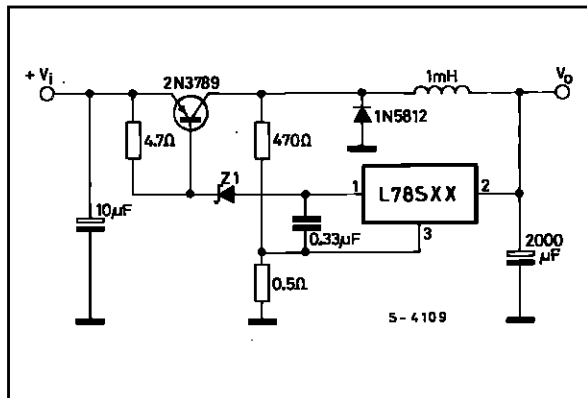 + Vi
2N3789
1mH
Vo
1N5812
4.7Ω
470Ω
Z1
1
L78SXX
2
3
10µF
0.33µF
2000
µF
0.5Ω
S-4109